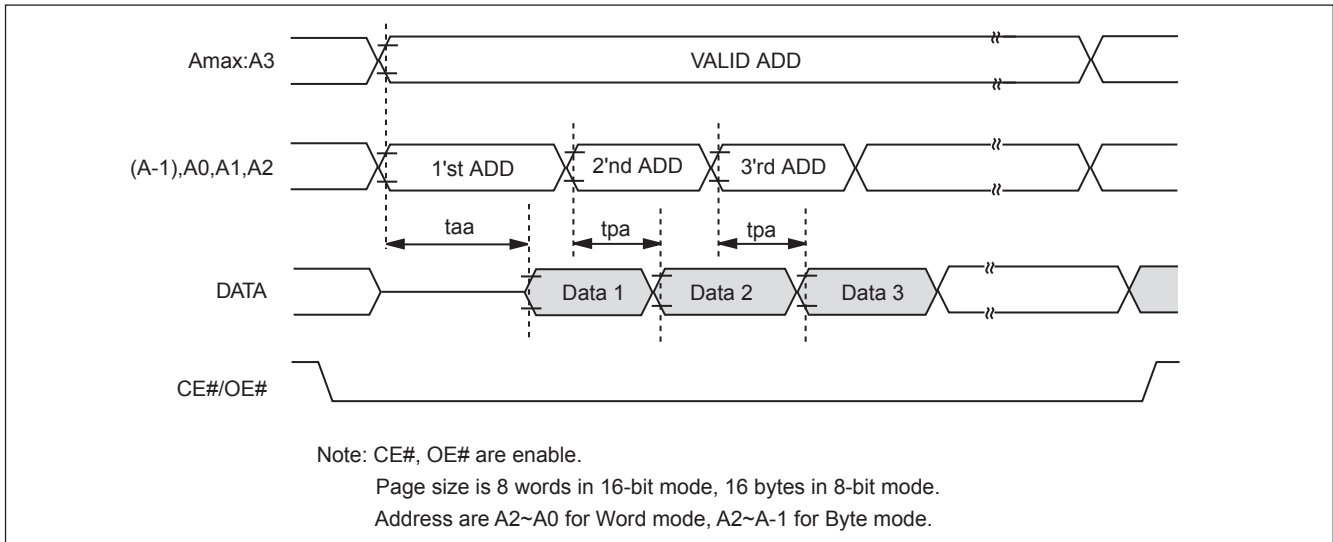 Amax:A3
VALID ADD
(A-1),A0,A1,A2
1'st ADD
2'nd ADD
3'rd ADD
taa
tpa
tpa
DATA
Data 1
Data 2
Data 3
CE#/OE#
Note: CE#, OE# are enable.
Page size is 8 words in 16-bit mode, 16 bytes in 8-bit mode.
Address are A2~A0 for Word mode, A2~A-1 for Byte mode.